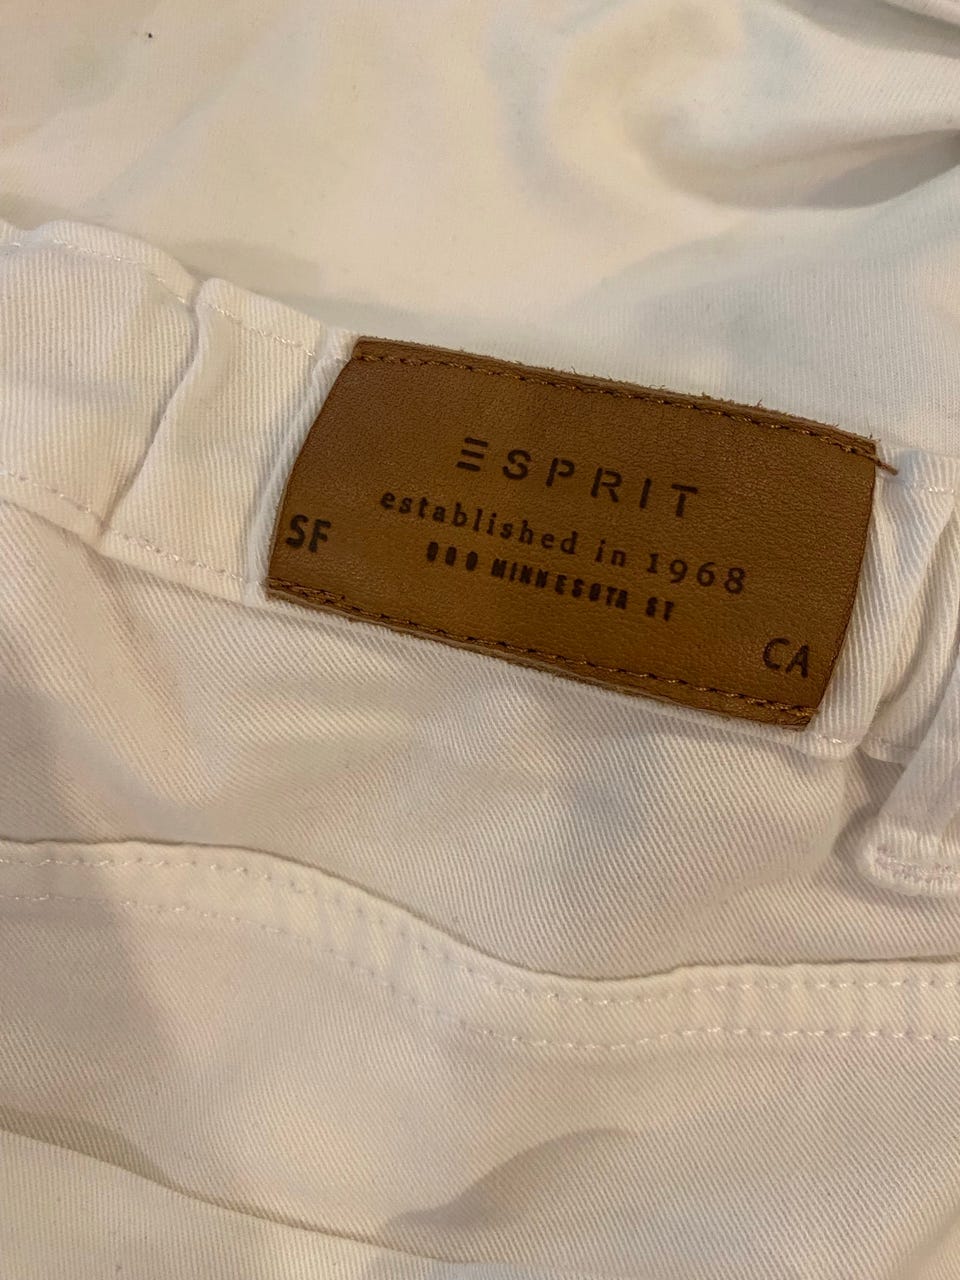 ESPRIT
established in 1968
SF
MINNESOTA ST
CA